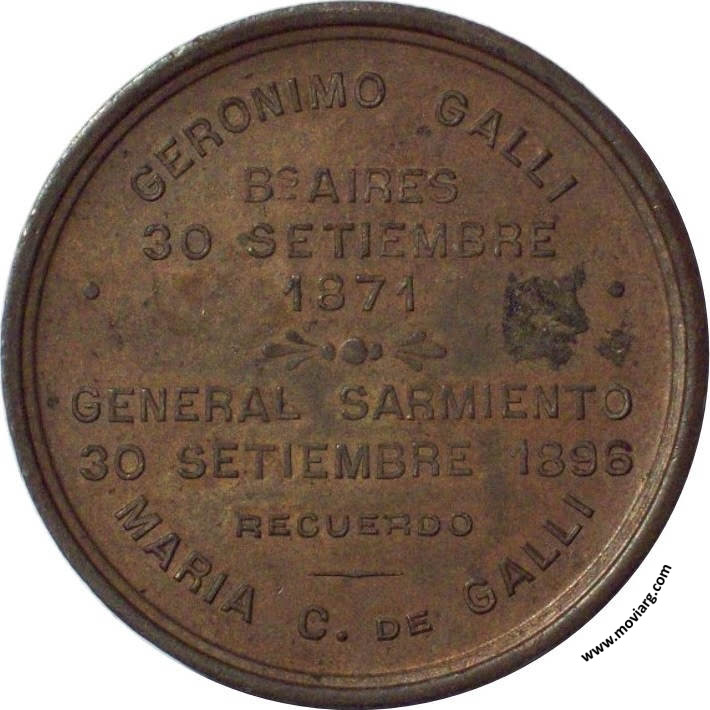 GERONIMO GALLI
Bs AIRES
30 SETIEMBRE
1871
GENERAL SARMIENTO
30 SETIEMBRE 1896
RECUERDO
MARIA C. DE GALLI
www.moviarg.com